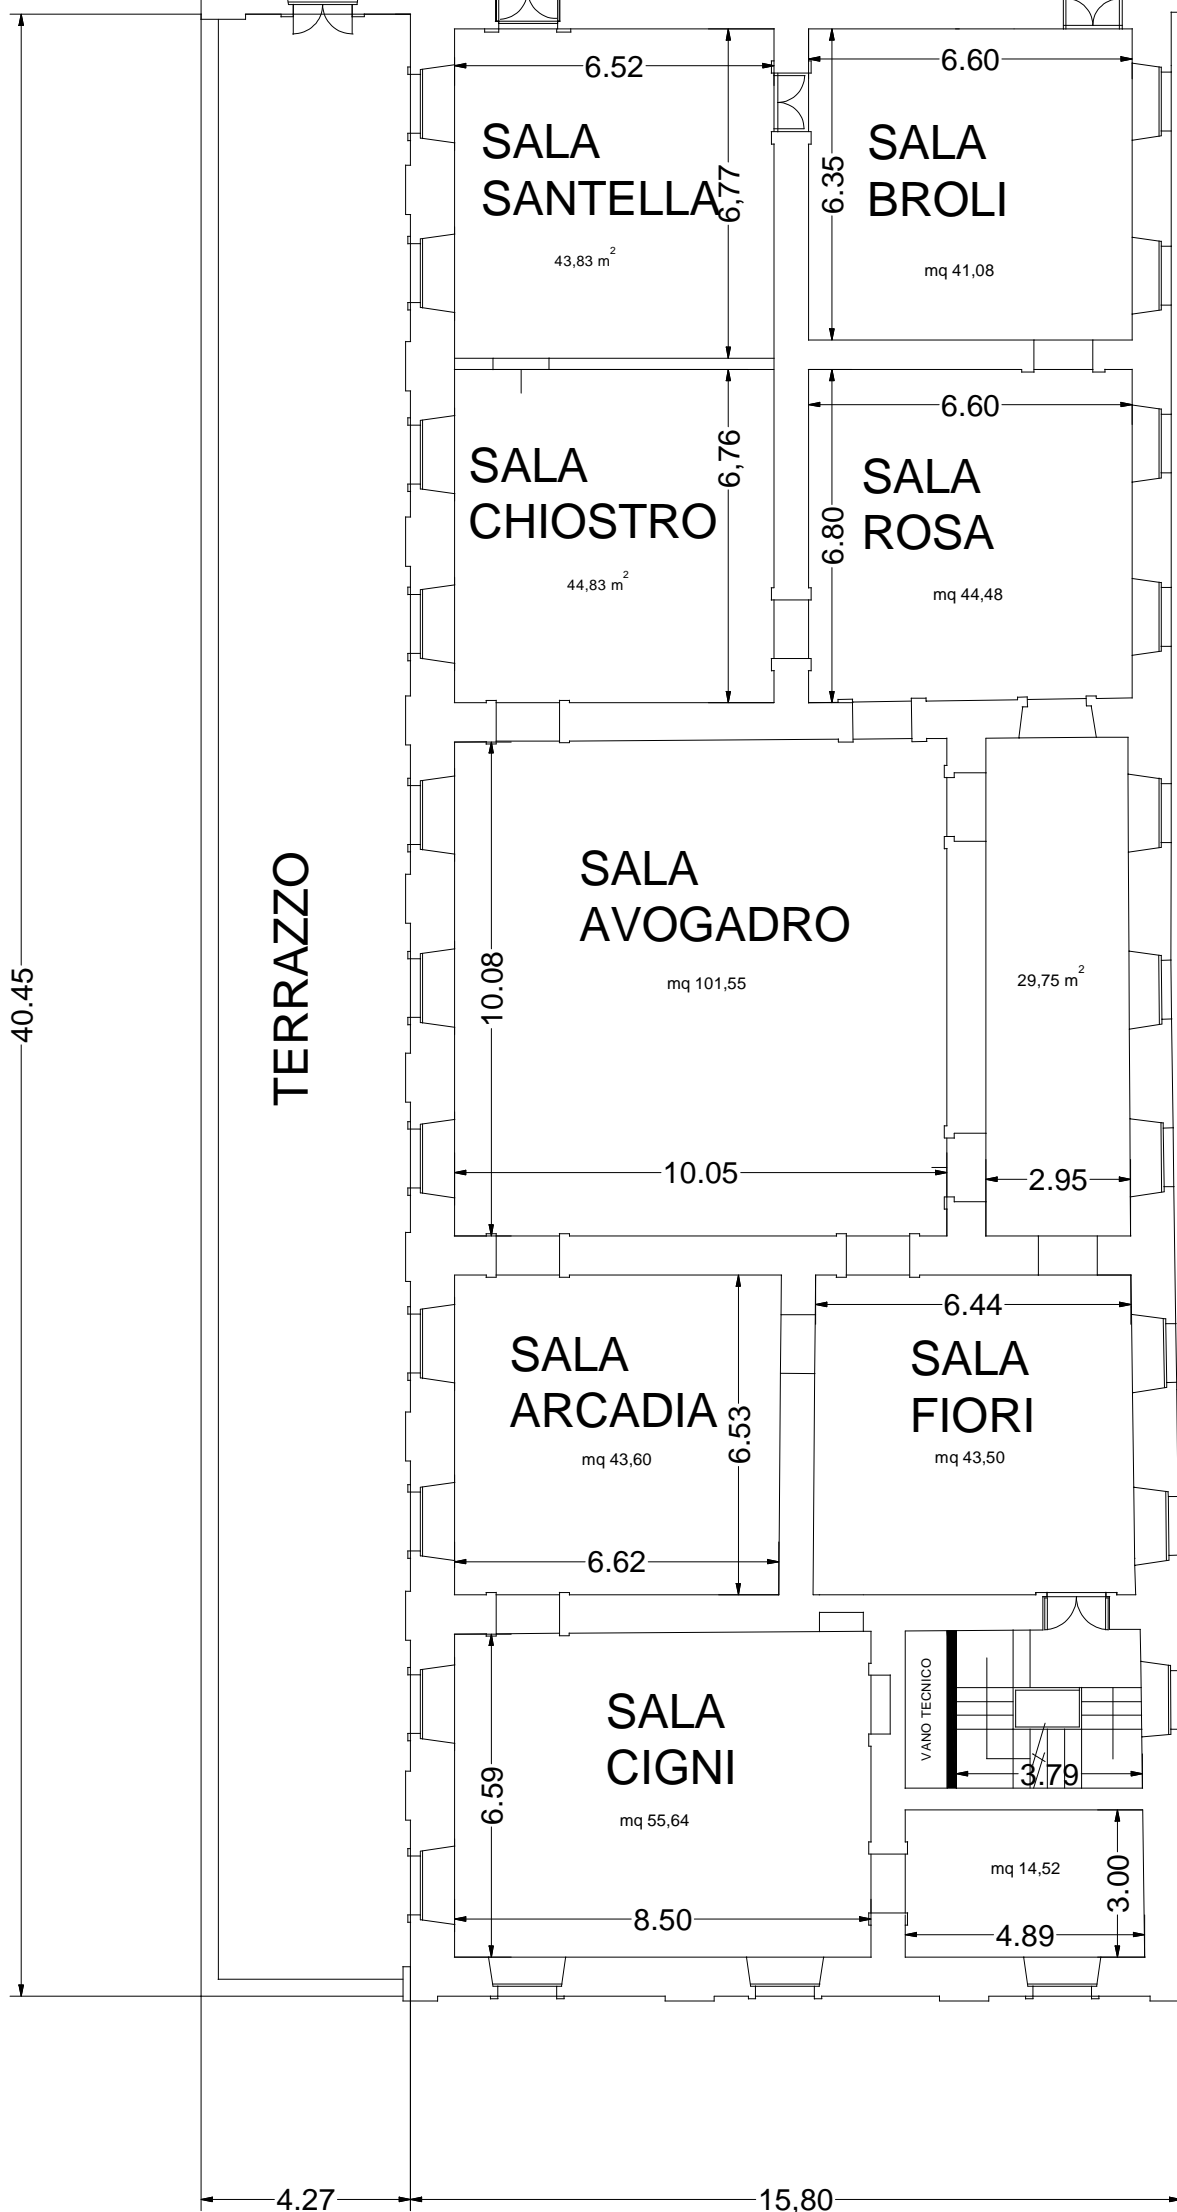 6.52
6.60
SALA
SANTELLA
6,77
43,83 m²
6.35
SALA
BROLI
mq 41,08
SALA
CHIOSTRO
6,76
44,83 m²
6.60
6.80
SALA
ROSA
mq 44,48
40.45
TERRAZZO
SALA
AVOGADRO
mq 101,55
10.08
10.05
29,75 m²
2.95
SALA
ARCADIA
mq 43,60
6.53
6.62
6.44
SALA
FIORI
mq 43,50
SALA
CIGNI
mq 55,64
6.59
8.50
VANO TECNICO
3.79
mq 14,52
3.00
4.89
4.27
15,80